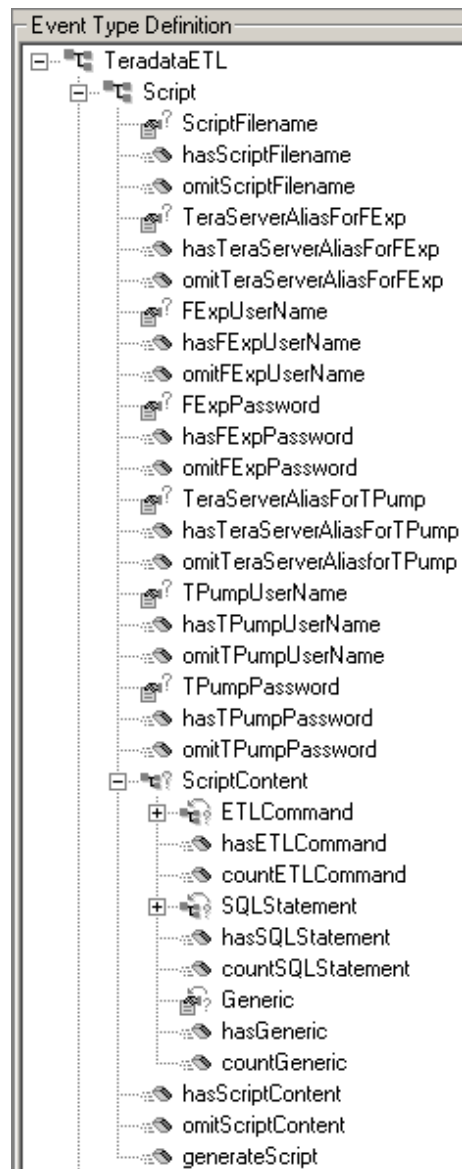 Event Type Definition
TeradataETL
Script
ScriptFilename
hasScriptFilename
omitScriptFilename
TeraServerAliasForFExp
hasTeraServerAliasForFExp
omitTeraServerAliasForFExp
FExpUserName
hasFExpUserName
omitFExpUserName
FExpPassword
hasFExpPassword
omitFExpPassword
TeraServerAliasForTPump
hasTeraServerAliasForTPump
omitTeraServerAliasforTPump
TPumpUserName
hasTPumpUserName
omitTPumpUserName
TPumpPassword
hasTPumpPassword
omitTPumpPassword
ScriptContent
ETLCommand
hasETLCommand
countETLCommand
SQLStatement
hasSQLStatement
countSQLStatement
Generic
hasGeneric
countGeneric
hasScriptContent
omitScriptContent
generateScript